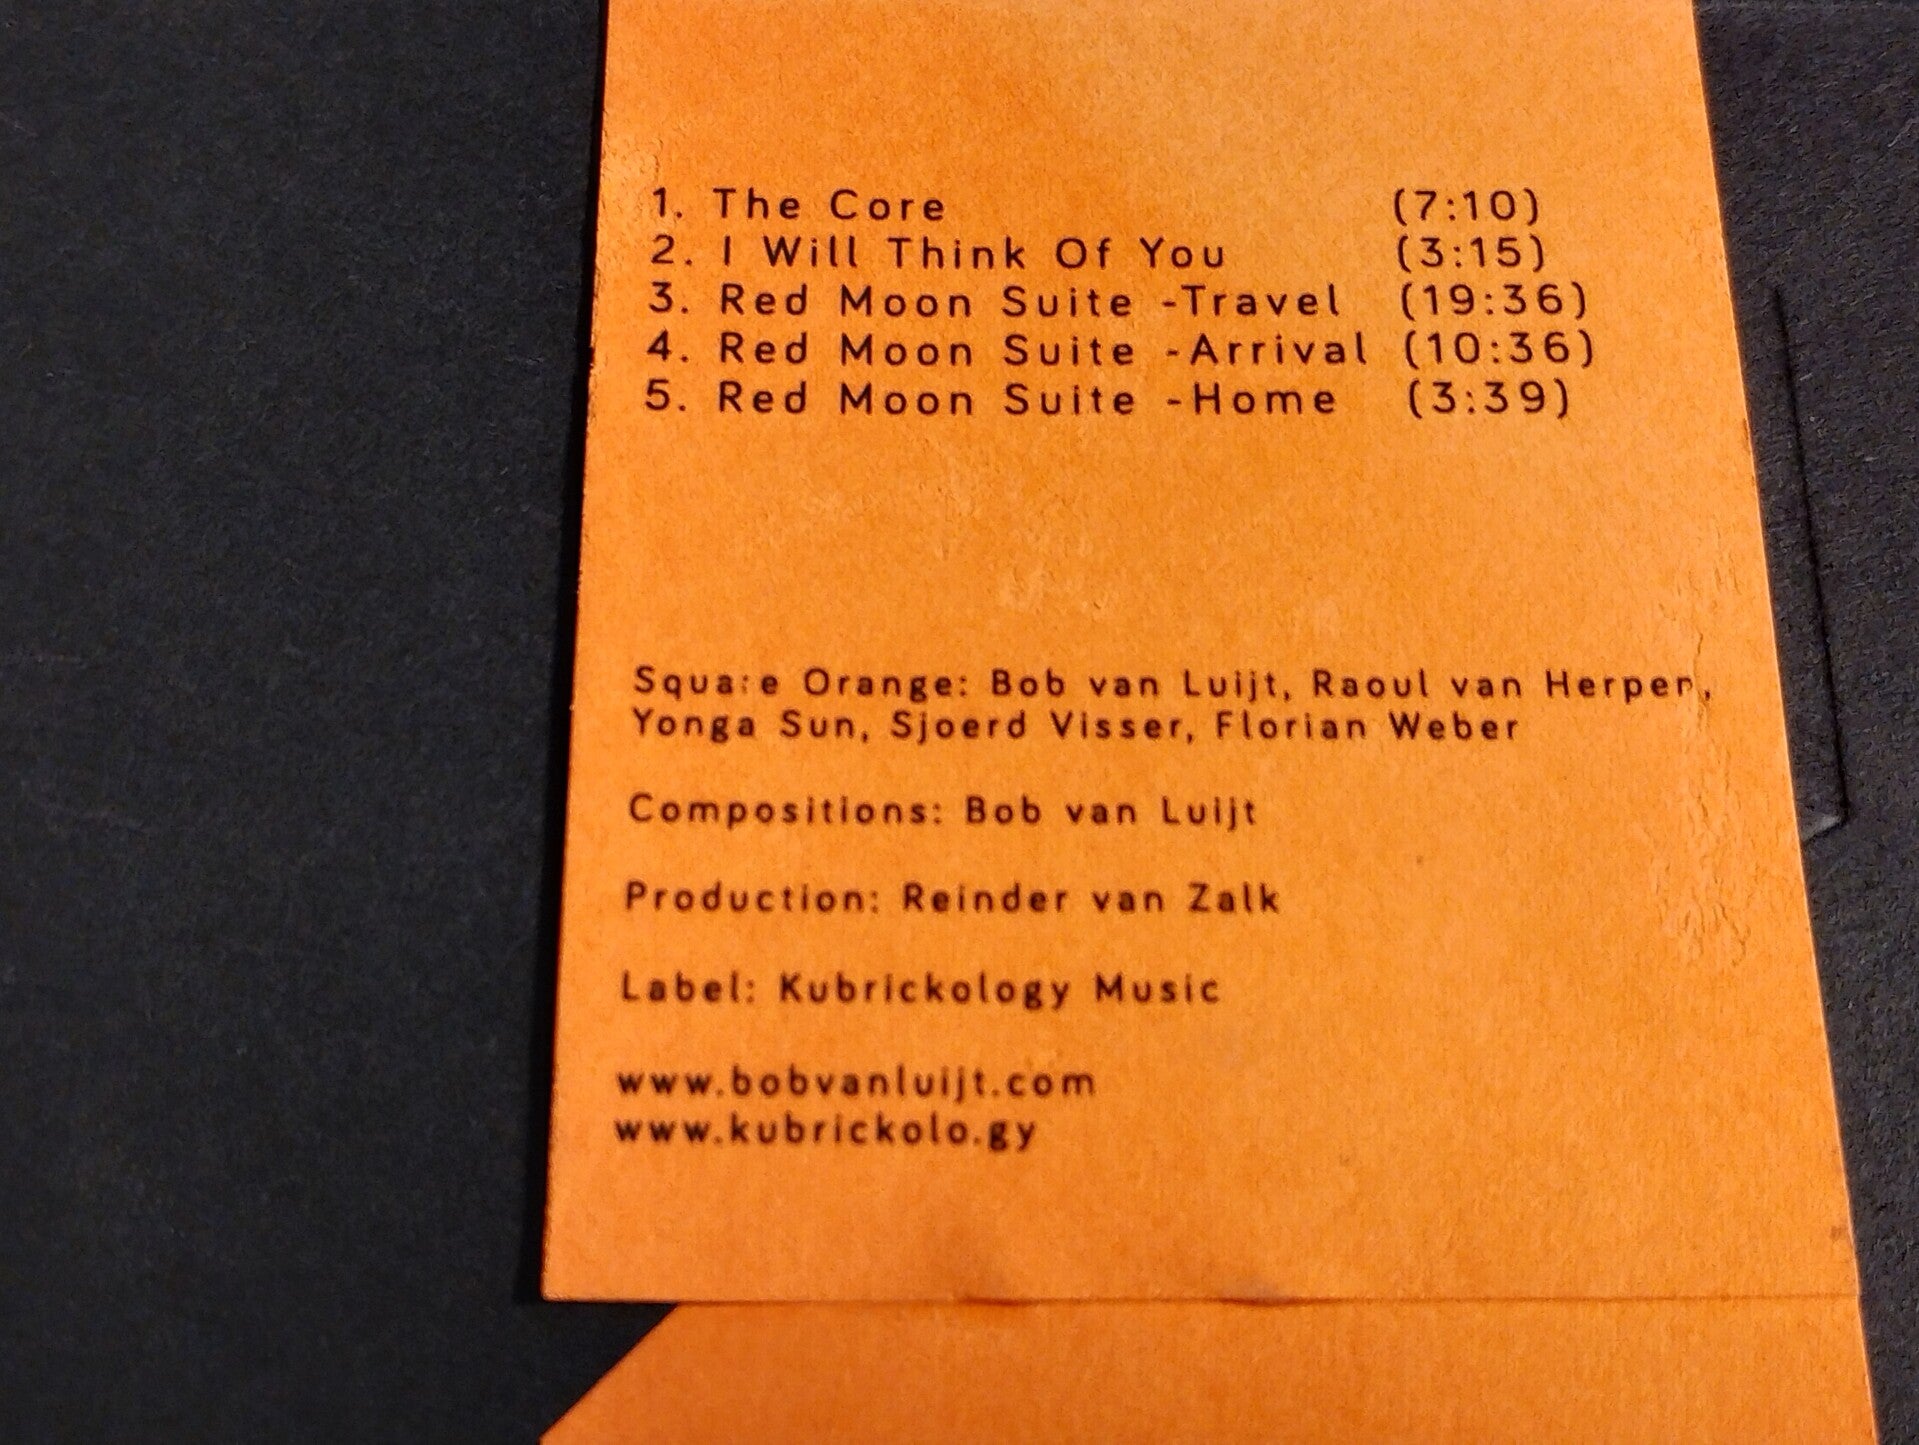 1. The Core (7:10)
2. I Will Think Of You (3:15)
3. Red Moon Suite -Travel (19:36)
4. Red Moon Suite -Arrival (10:36)
5. Red Moon Suite -Home (3:39)
Square Orange: Bob van Luijt, Raoul van Herpen,
Yonga Sun, Sjoerd Visser, Florian Weber
Compositions: Bob van Luijt
Production: Reinder van Zalk
Label: Kubrickology Music
www.bobvanluijt.com
www.kubrickolo.gy